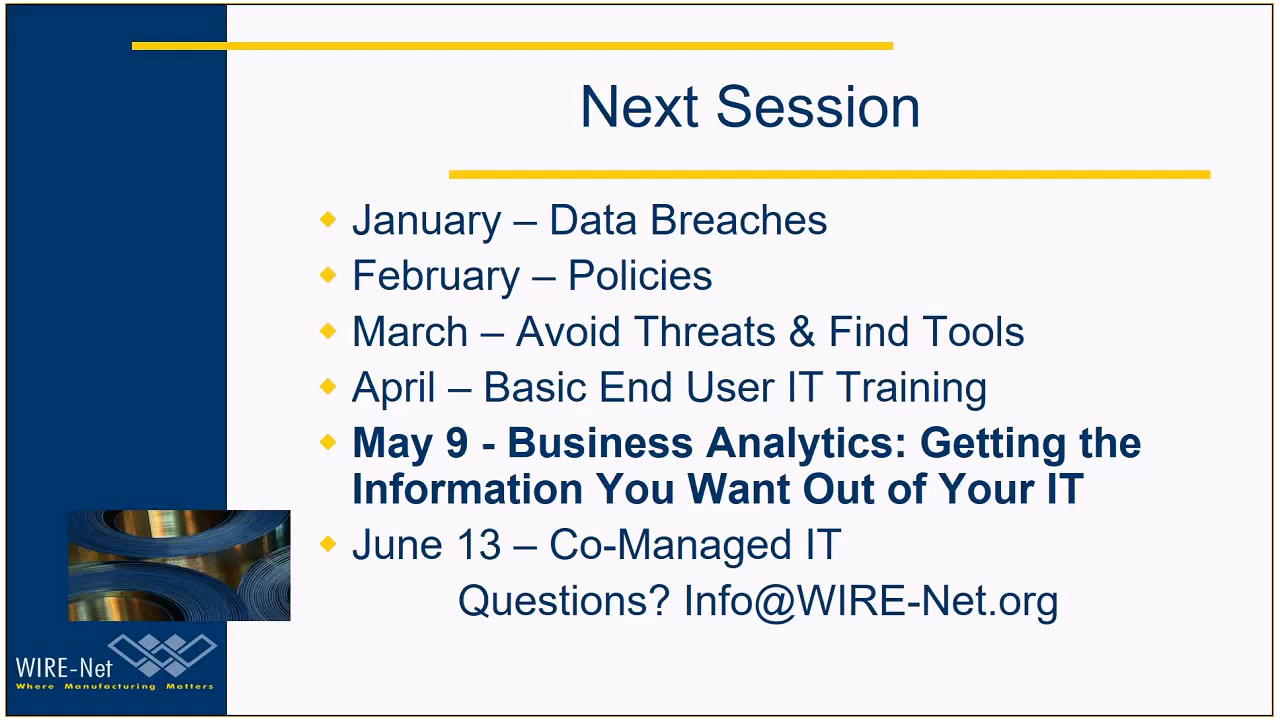 Next Session
January – Data Breaches
February – Policies
March – Avoid Threats & Find Tools
April – Basic End User IT Training
May 9 - Business Analytics: Getting the
Information You Want Out of Your IT
June 13 – Co-Managed IT
Questions? Info@WIRE-Net.org
WIRE-Net
Where Manufacturing Matters